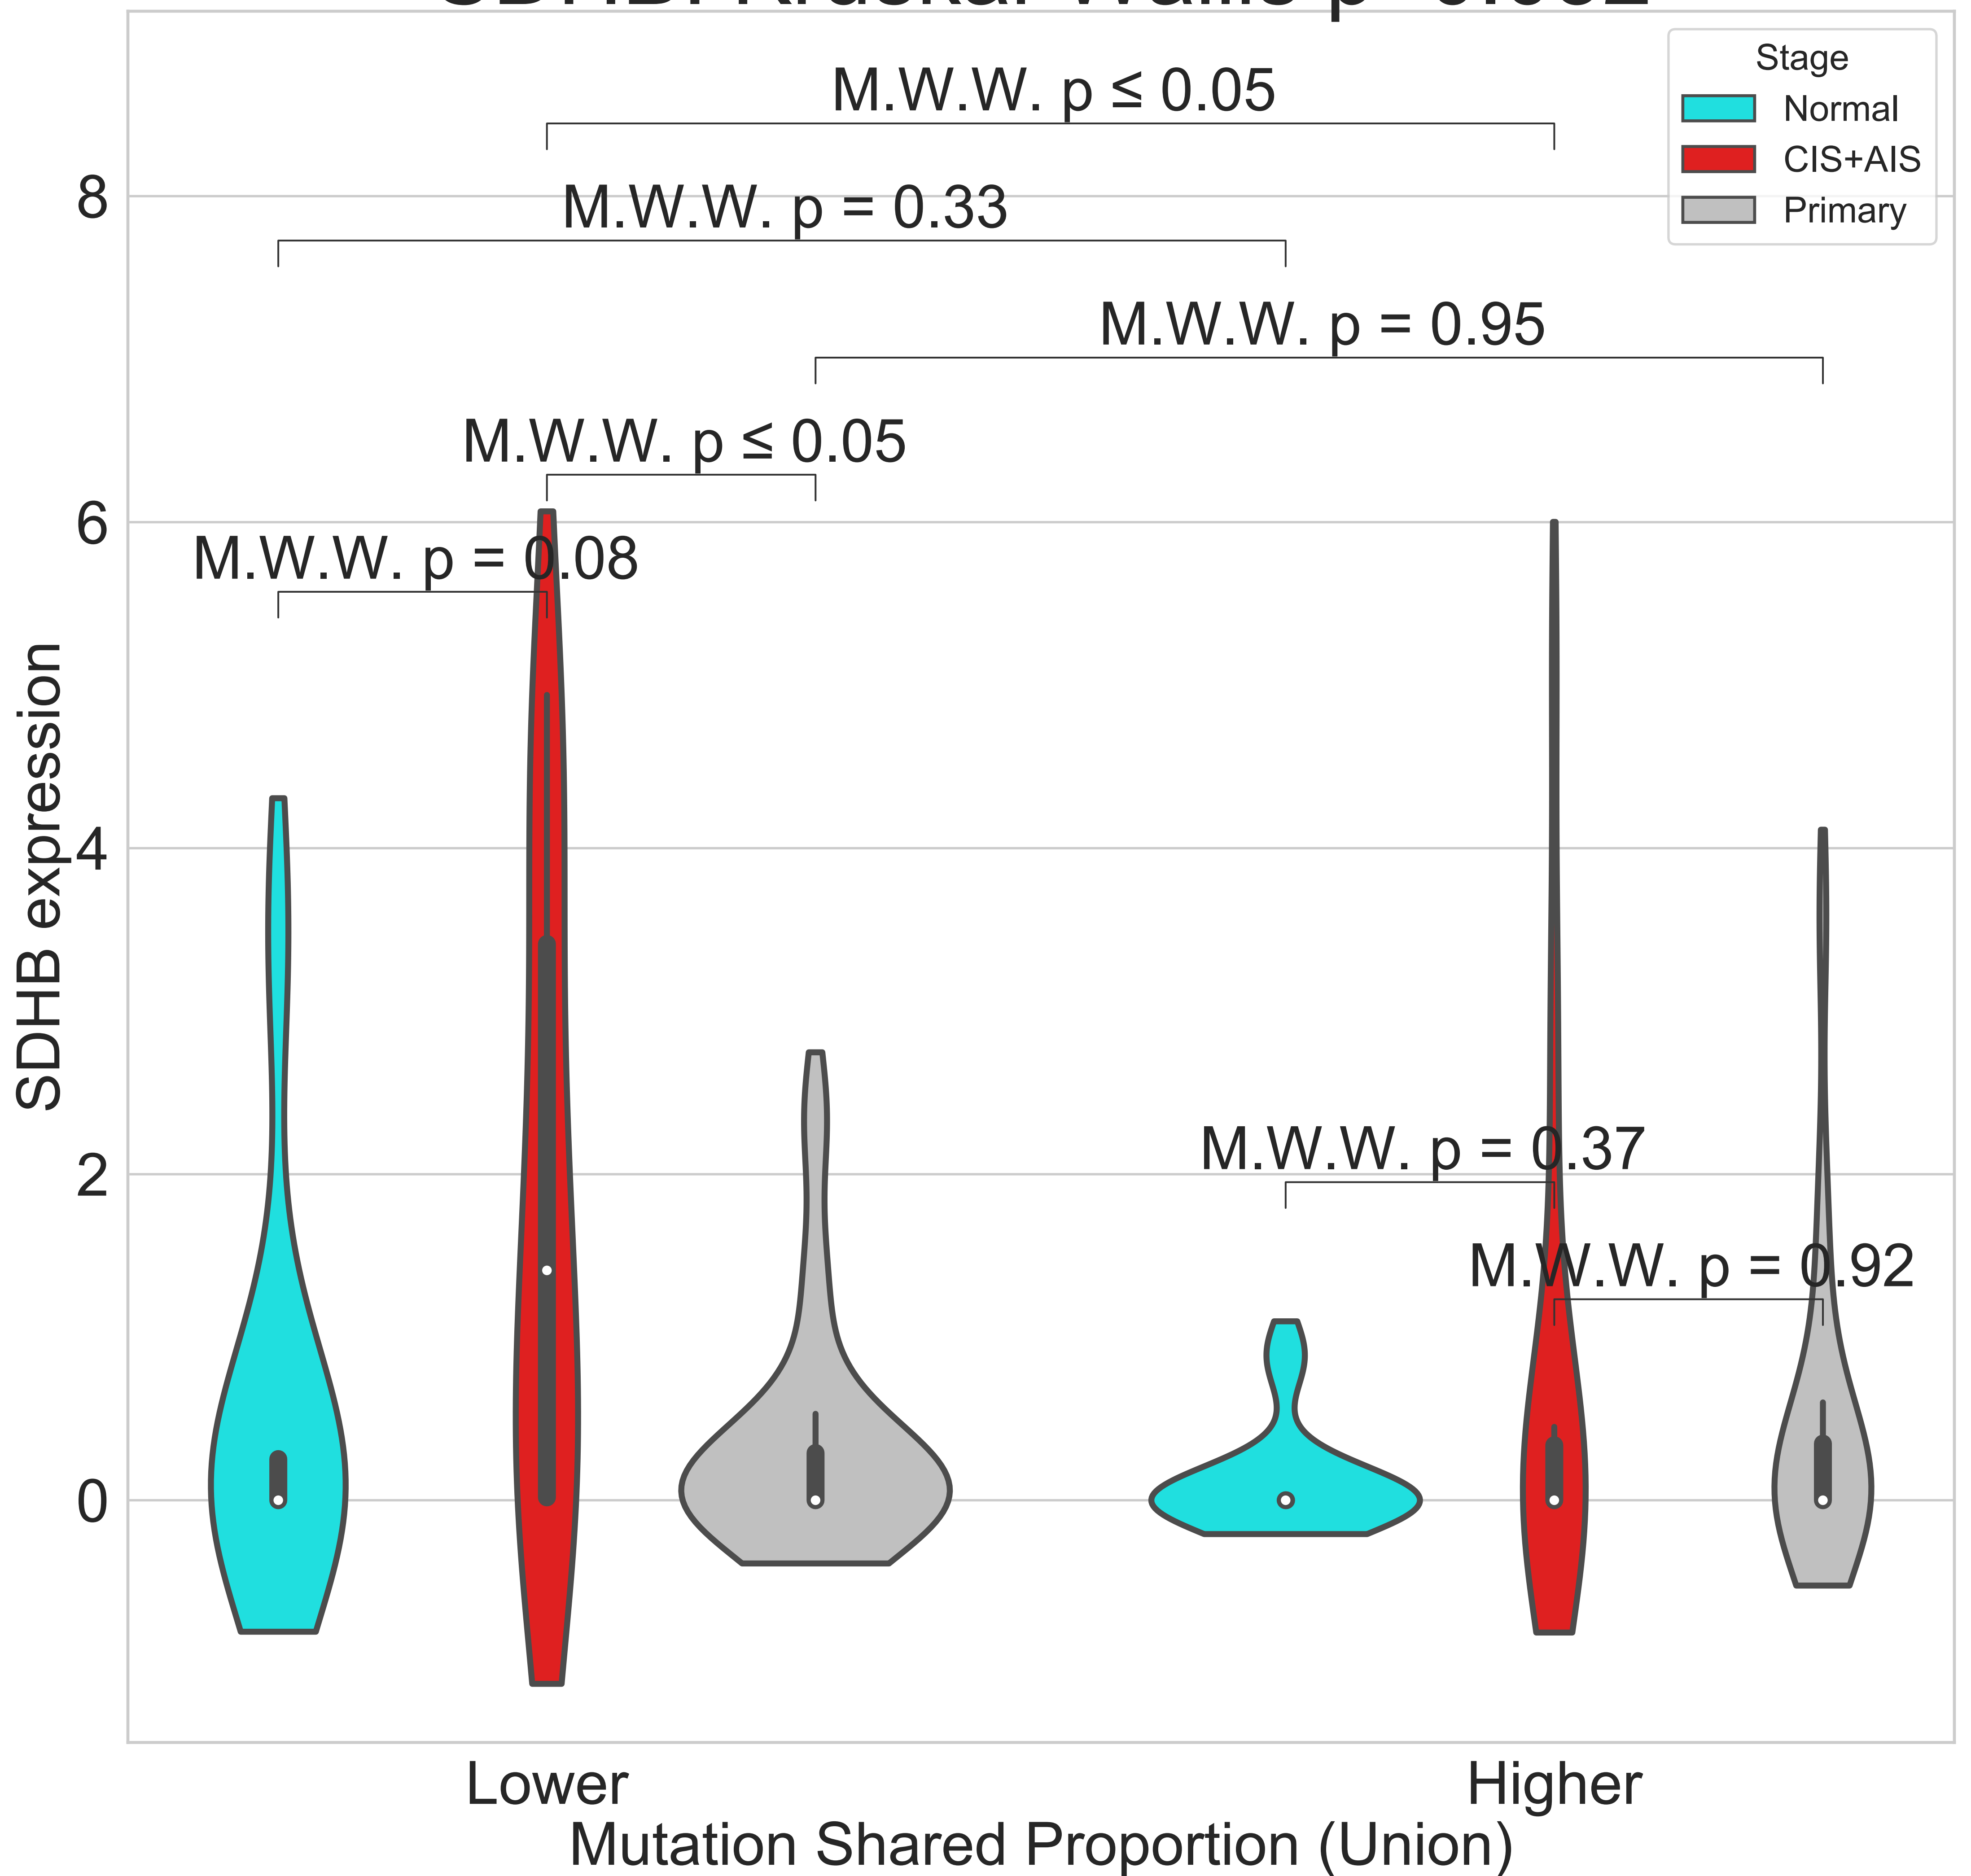 Stage
Normal
CIS+AIS
Primary
M.W.W. p ≤ 0.05
M.W.W. p = 0.33
M.W.W. p = 0.95
M.W.W. p ≤ 0.05
M.W.W. p = 0.08
M.W.W. p = 0.37
M.W.W. p = 0.92
8
6
4
2
0
SDHB expression
Lower
Higher
Mutation Shared Proportion (Union)